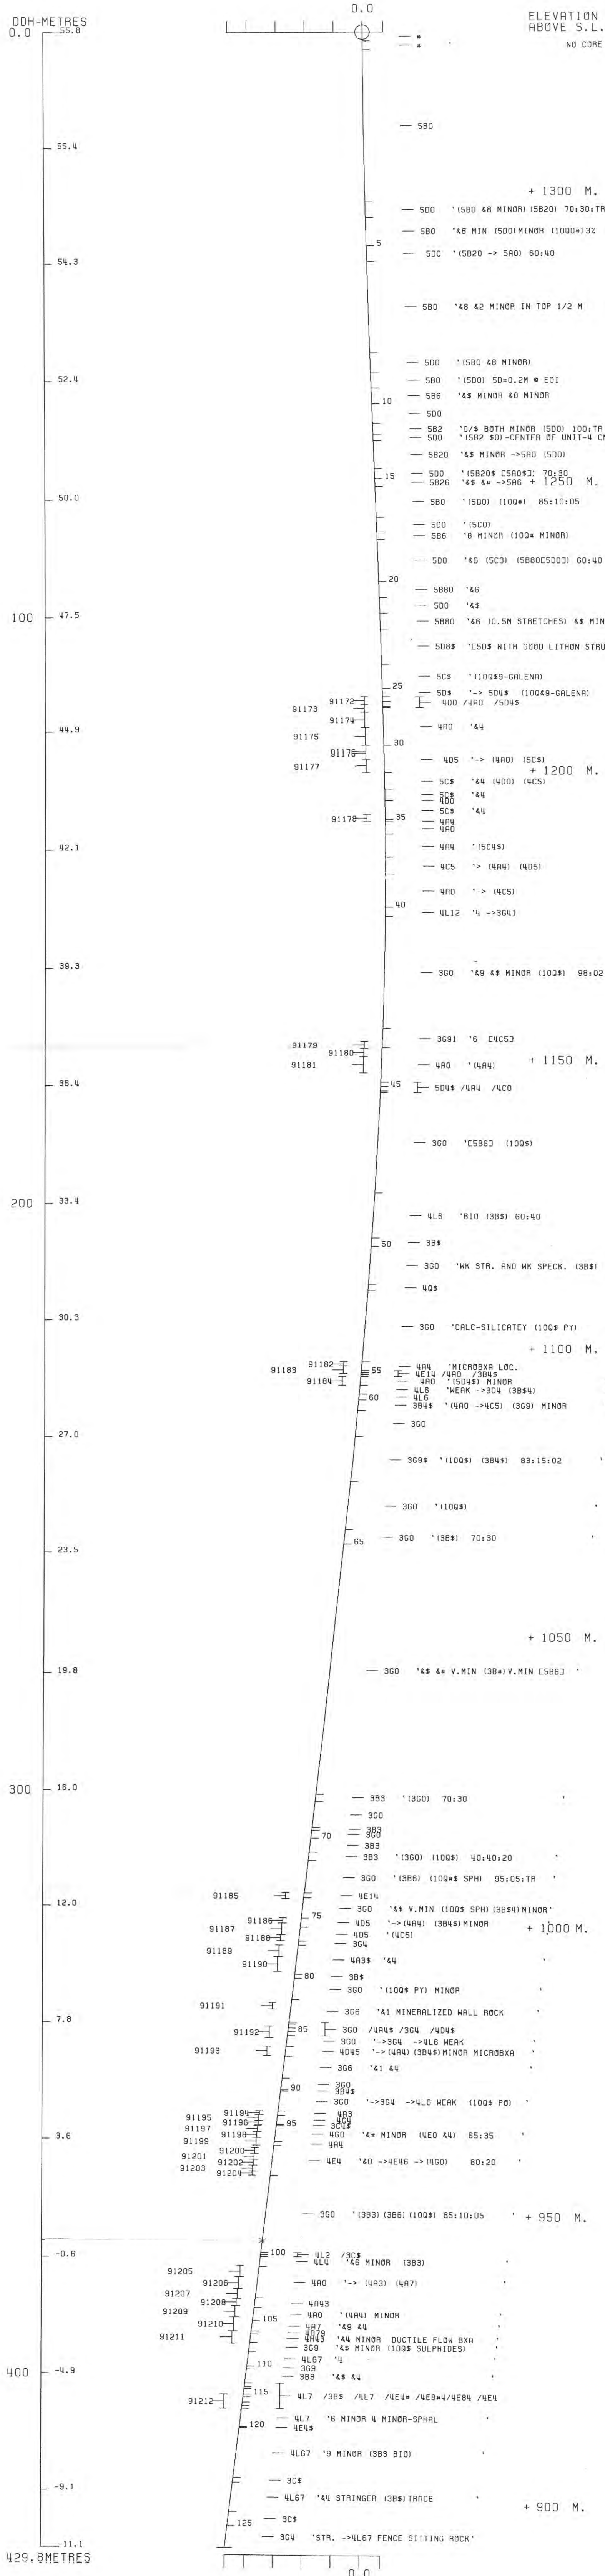 0.0
DDH-METRES ELEVATION
0.0 55.8 ABOVE S.L.
*
* ' NO CORE
5B0
55.4
+ 1300 M.
5D0 '(5B0 &8 MINOR) (5B20) 70:30:TR
5B0 '&8 MIN (5D0)MINOR (10Q0*)3%
5
5D0 '(5B20 -> 5A0) 60:40
54.3
5B0 '&8 &2 MINOR IN TOP 1/2 M
5D0 '(5B0 &8 MINOR)
52.4 5B0 '(5D0) 5D=0.2M @ EOI
5B6 '&$ MINOR &0 MINOR
10
5D0
5B2 '0/$ BOTH MINOR (5D0) 100:TR
5D0 '(5B2 $0)-CENTER OF UNIT-4 CM
5B20 '&$ MINOR ->5A0 (5D0)
5D0 '(5B20$ [5A0$]) 70:30
15 5B26 '&$ &* ->5A6 + 1250 M.
50.0 5B0 '(5D0) (10Q*) 85:10:05
5D0 '(5C0)
5B6 '8 MINOR (10Q* MINOR)
5D0 '&6 (5C3) (5B80[5D0]) 60:40
20
5B80 '&6
5D0 '&$
100 47.5 5B80 '&6 (0.5M STRETCHES) &$ MIN
5D8$ '[5D$ WITH GOOD LITHON STRU
5C$ '(10Q$9-GALENA)
25
5D$ '-> 5D4$ (10Q&9-GALENA)
91172 4D0 /4A0 /5D4$
91173
91174 4A0 '&4
44.9
91175
30
91176 4D5 '-> (4A0) (5C$)
91177 + 1200 M.
5C$ '&4 (4D0) (4C5)
5C$ '&4
4D0
5C$ '&4
91178 35 4A4
4A0
42.1 4A4 '(5C4$)
4C5 '> (4A4) (4D5)
4A0 '-> (4C5)
40
4L12 '4 ->3G41
39.3 3G0 '&9 &$ MINOR (10Q$) 98:02
91179 3G91 '6 [4C5]
91180
91181 4A0 '(4A4) + 1150 M.
36.4 45 5D4$ /4A4 /4C0
3G0 '[5B6] (10Q$)
200 33.4
4L6 'BIO (3B$) 60:40
50 3B$
3G0 'WK STR. AND WK SPECK. (3B$)
4Q$
30.3 3G0 'CALC-SILICATEY (10Q$ PY)
+ 1100 M.
91182 4A4 'MICROBXA LOC.
91183 55 4E14 /4A0 /3B4$
91184 4A0 '(5D4$) MINOR
4L6 'WEAK ->3G4 (3B$4)
60 4L6
3B4$ '(4A0 ->4C5) (3G9) MINOR
3G0
27.0
3G9$ '(10Q$) (3B4$) 83:15:02 '
3G0 '(10Q$) '
65 3G0 '(3B$) 70:30 '
23.5
+ 1050 M.
19.8 3G0 '&$ &* V.MIN (3B*)V.MIN [5B6] '
300 16.0 3B3 '(3G0) 70:30 '
3G0
3B3
70 3G0
3B3
3B3 '(3G0) (10Q$) 40:40:20 '
3G0 '(3B6) (10Q*$ SPH) 95:05:TR '
91185 4E14
12.0 3G0 '&$ V.MIN (10Q$ SPH)(3B$4)MINOR'
91186 75 4D5 '->(4A4) (3B4$)MINOR '
91187 + 1000 M.
91188 4D5 '(4C5)
3G4
91189
91190 4A3$ '&4
80 3B$
3G0 '(10Q$ PY) MINOR '
91191 3G6 '&1 MINERALIZED WALL ROCK '
7.8
91192 85 3G0 /4A4$ /3G4 /4D4$
3G0 '->3G4 ->4L6 WEAK '
91193 4D45 '->(4A4)(3B4$)MINOR MICROBXA
3G6 '&1 &4 '
3G0
90 3B4$
3G0 '->3G4 ->4L6 WEAK (10Q$ PO) '
91194 4A3
91195 4G4
91196 95 3C4$
91197
91198 4G0 '&* MINOR (4E0 &4) 65:35
3.6
91199 4A4
91200
91201
91202 4E4 '&0 ->4E46 ->(4G0) 80:20 '
91203
91204
3G0 '(3B3)(3B6)(10Q$) 85:10:05 ' + 950 M.
-0.6 100 4L2 /3C$
4L4 '&6 MINOR (3B3) '
91205
91206 4A0 '-> (4A3) (4A7) '
91207
91208 4A43
91209 4A0 '(4A4) MINOR '
105
91210 4A7 '&9 &4
4D79
91211 4A43 '&4 MINOR DUCTILE FLOW BXA
3G9 '&$ MINOR (10Q$ SULPHIDES) '
4L67 '4
110 3G9
400 -4.9 3B3 '&$ &4
115
91212 4L7 /3B$ /4L7 /4E4* /4E8*4/4E84 /4E4
4L7 '6 MINOR 4 MINOR-SPHAL '
120 4E4$
4L67 '9 MINOR (3B3 BIO) '
3C$
-9.1
4L67 '&4 STRINGER (3B$)TRACE '
+ 900 M.
3C$
125
3G4 'STR. ->4L67 FENCE SITTING ROCK'
-11.1
429.8METRES
0.0